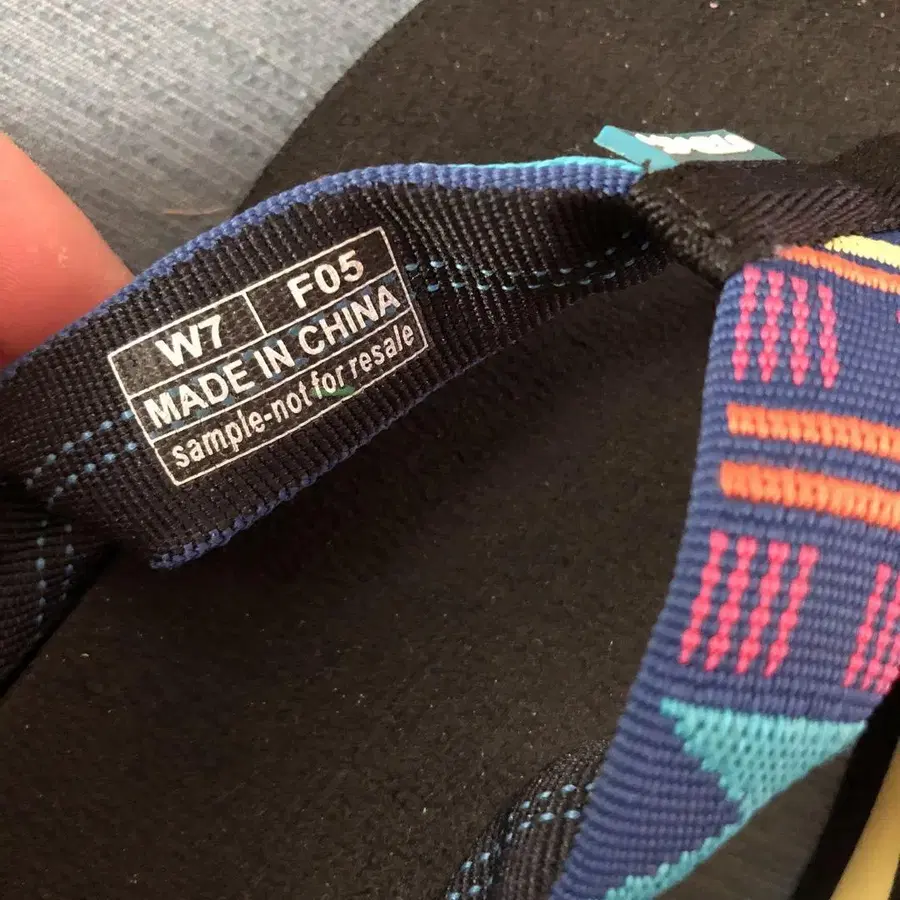 W7 F05
MADE IN CHINA
sample-not for resale